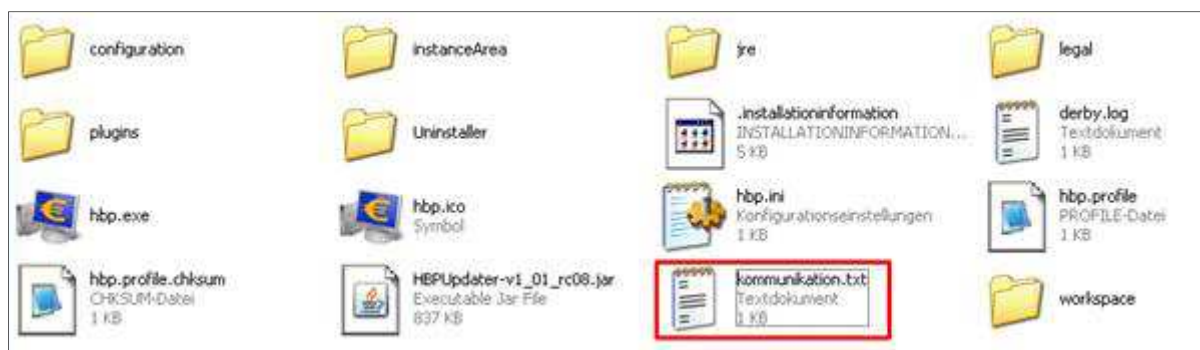 configuration
instanceArea
jre
legal
plugins
Uninstaller
.installationinformation
INSTALLATIONINFORMATION...
5 KB
derby.log
Textdokument
1 KB
hbp.exe
hbp.ico
Symbol
hbp.ini
Konfigurationseinstellungen
1 KB
hbp.profile
PROFILE-Datei
1 KB
hbp.profile.chksum
CHKSUM-Datei
1 KB
HBPUpdater-v1_01_rc08.jar
Executable Jar File
837 KB
kommunikation.txt
Textdokument
1 KB
workspace